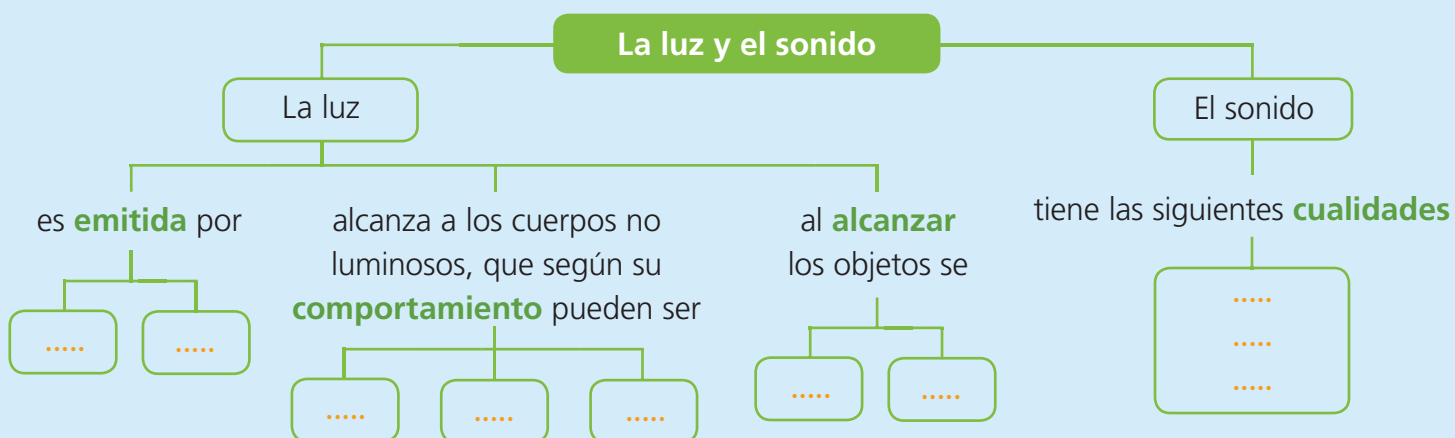 La luz y el sonido
La luz
El sonido
es emitida por
alcanza a los cuerpos no
luminosos, que según su
comportamiento pueden ser
al alcanzar
los objetos se
tiene las siguientes cualidades
.....
.....
.....
.....
.....
.....
.....
.....
.....
.....